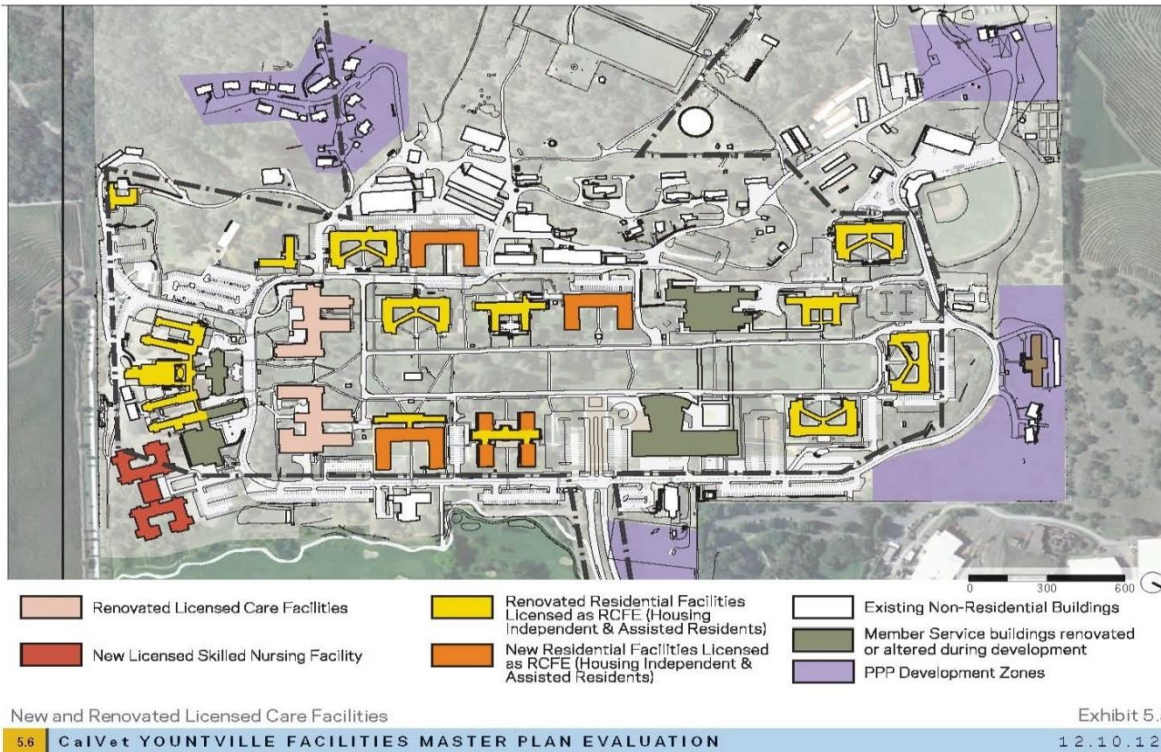 0 300 600
Renovated Licensed Care Facilities
New Licensed Skilled Nursing Facility
Renovated Residential Facilities
Licensed as RCFE (Housing
Independent & Assisted Residents)
New Residential Facilities Licensed
as RCFE (Housing Independent &
Assisted Residents)
Existing Non-Residential Buildings
Member Service buildings renovated
or altered during development
PPP Development Zones
New and Renovated Licensed Care Facilities
Exhibit 5.
5.6 CalVet YOUNTVILLE FACILITIES MASTER PLAN EVALUATION
12.10.12